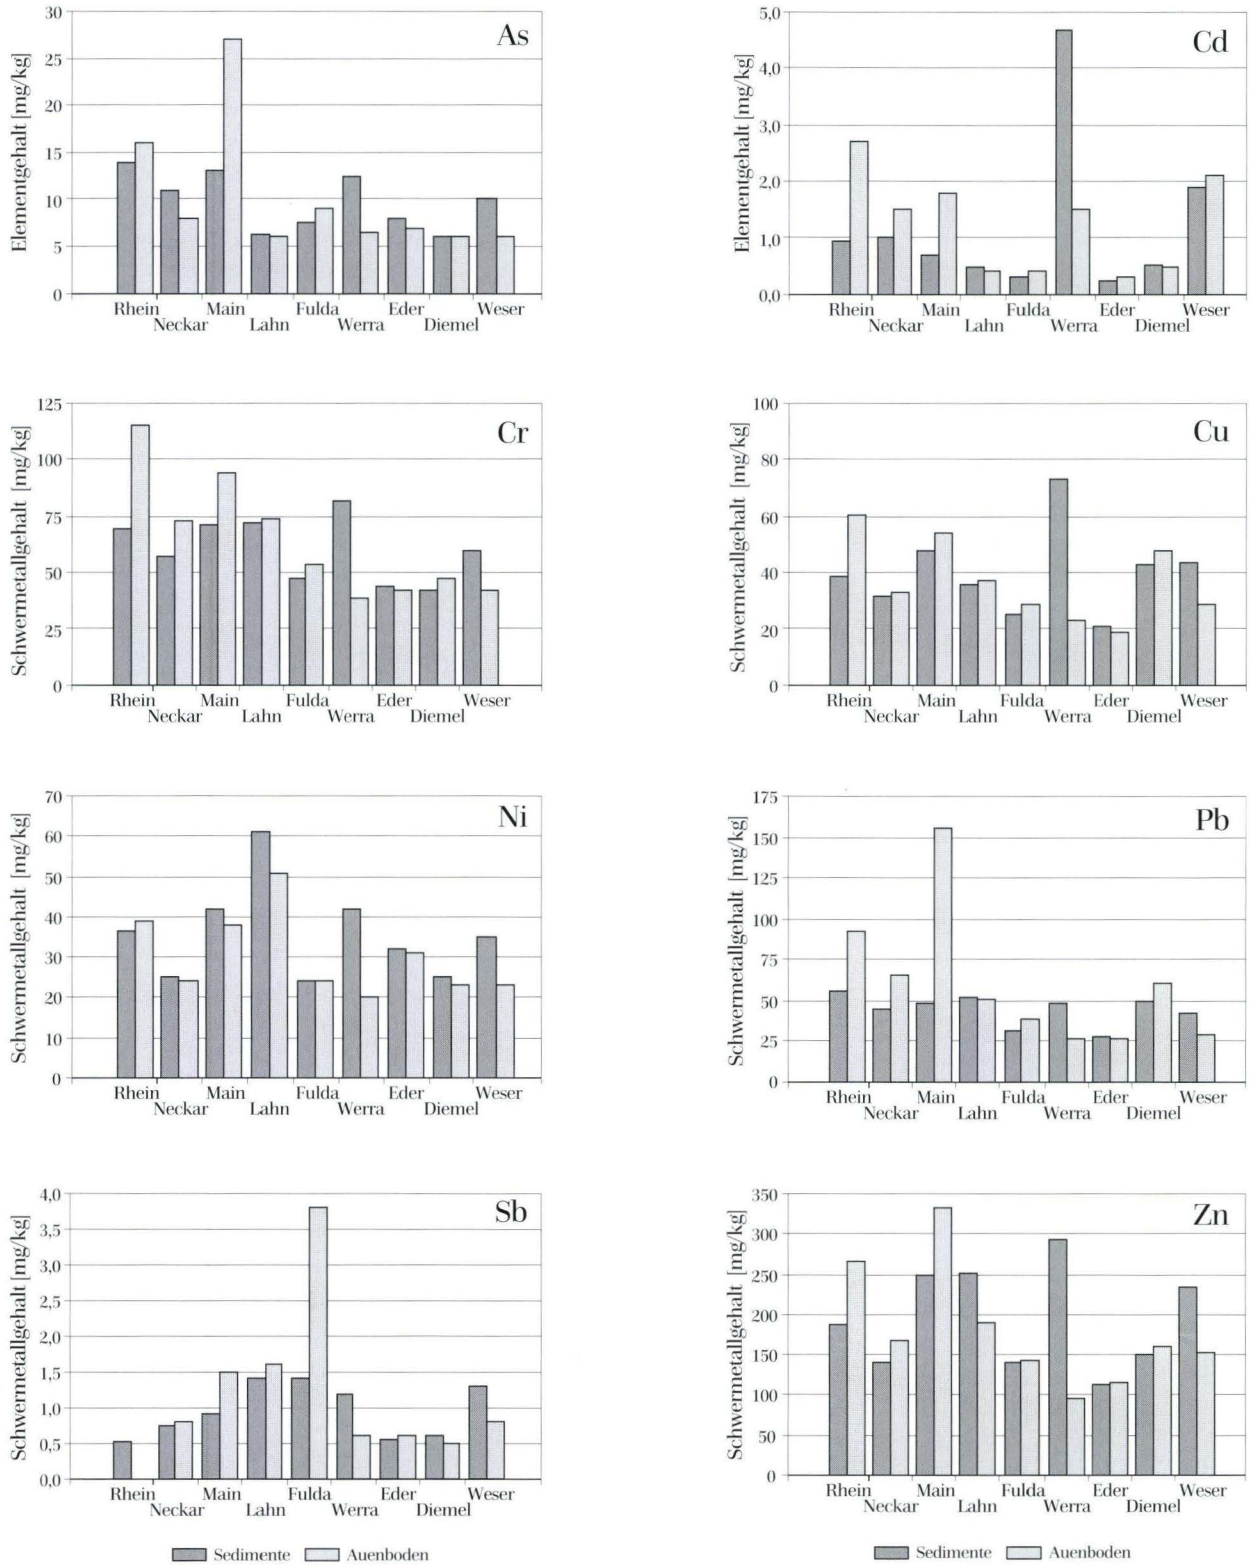 As
Elementgehalt [mg/kg]
30
25
20
15
10
5
0
Rhein Main Fulda Eder Weser
Neckar Lahn Werra Diemel
Cd
Elementgehalt [mg/kg]
5,0
4,0
3,0
2,0
1,0
0,0
Rhein Main Fulda Eder Weser
Neckar Lahn Werra Diemel
Cr
Schwermetallgehalt [mg/kg]
125
100
75
50
25
0
Rhein Main Fulda Eder Weser
Neckar Lahn Werra Diemel
Cu
Schwermetallgehalt [mg/kg]
100
80
60
40
20
0
Rhein Main Fulda Eder Weser
Neckar Lahn Werra Diemel
Ni
Schwermetallgehalt [mg/kg]
70
60
50
40
30
20
10
0
Rhein Main Fulda Eder Weser
Neckar Lahn Werra Diemel
Pb
Schwermetallgehalt [mg/kg]
175
150
125
100
75
50
25
0
Rhein Main Fulda Eder Weser
Neckar Lahn Werra Diemel
Sb
Schwermetallgehalt [mg/kg]
4,0
3,5
3,0
2,5
2,0
1,5
1,0
0,5
0,0
Rhein Main Fulda Eder Weser
Neckar Lahn Werra Diemel
Sedimente Auenboden
Zn
Schwermetallgehalt [mg/kg]
350
300
250
200
150
100
50
0
Rhein Main Fulda Eder Weser
Neckar Lahn Werra Diemel
Sedimente Auenboden